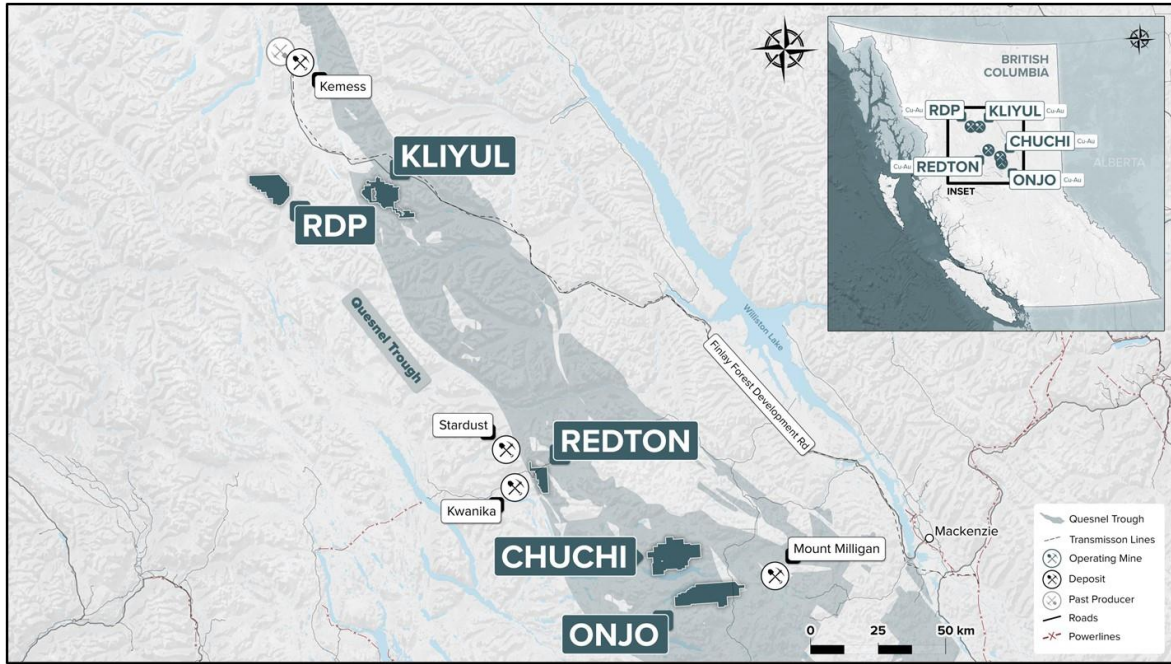 Kemess
KLIYUL
RDP
Quesnel Trough
Williston Lake
Finlay Forest Development Rd
Stardust
REDTON
Kwanika
CHUCHI
Mount Milligan
Mackenzie
ONJO
0 25 50 km
BRITISH
COLUMBIA
Cu-Au
RDP
KLIYUL
Cu-Au
CHUCHI
Cu-Au
ALBERTA
Cu-Au
REDTON
INSET
ONJO
Cu-Au
Quesnel Trough
Transmisson Lines
Operating Mine
Deposit
Past Producer
Roads
Powerlines